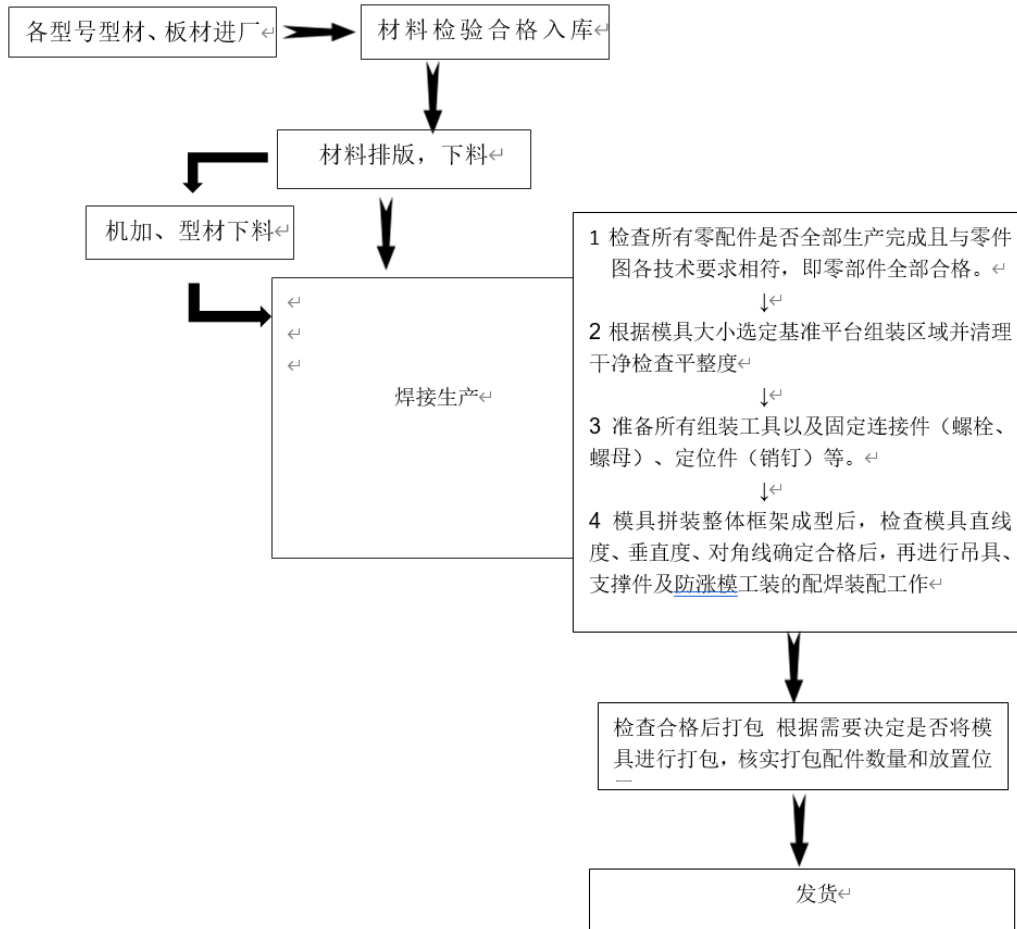 各型号型材、板材进厂
材料检验合格入库
材料排版，下料
机加、型材下料
焊接生产
1 检查所有零配件是否全部生产完成且与零件
图各技术要求相符，即零部件全部合格。
↓
2 根据模具大小选定基准平台组装区域并清理
干净检查平整度
↓
3 准备所有组装工具以及固定连接件（螺栓、
螺母）、定位件（销钉）等。
↓
4 模具拼装整体框架成型后，检查模具直线
度、垂直度、对角线确定合格后，再进行吊具、
支撑件及防涨模工装的配焊装配工作
检查合格后打包 根据需要决定是否将模
具进行打包，核实打包配件数量和放置位
发货